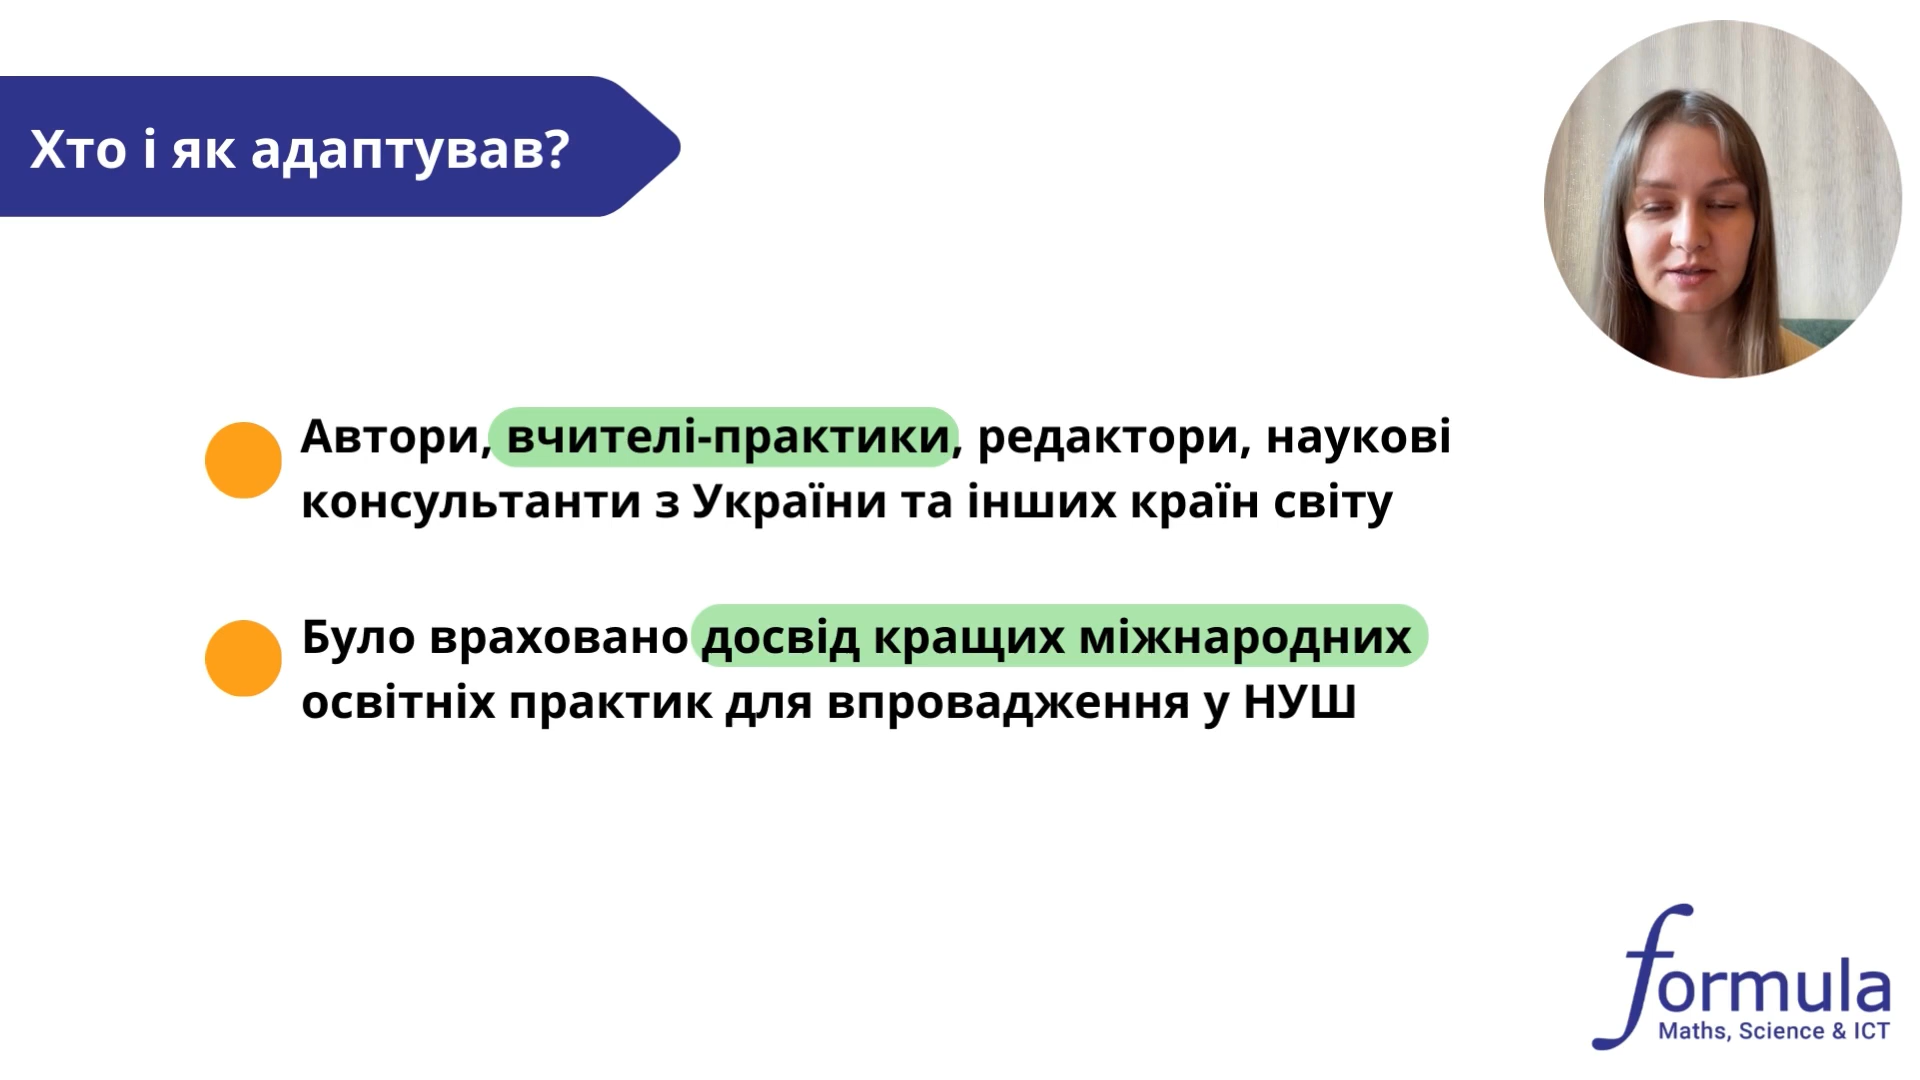 Хто і як адаптував?
Автори, вчителі-практики, редактори, наукові
консультанти з України та інших країн світу
Було враховано досвід кращих міжнародних
освітніх практик для впровадження у НУШ
formula
Maths, Science & ICT